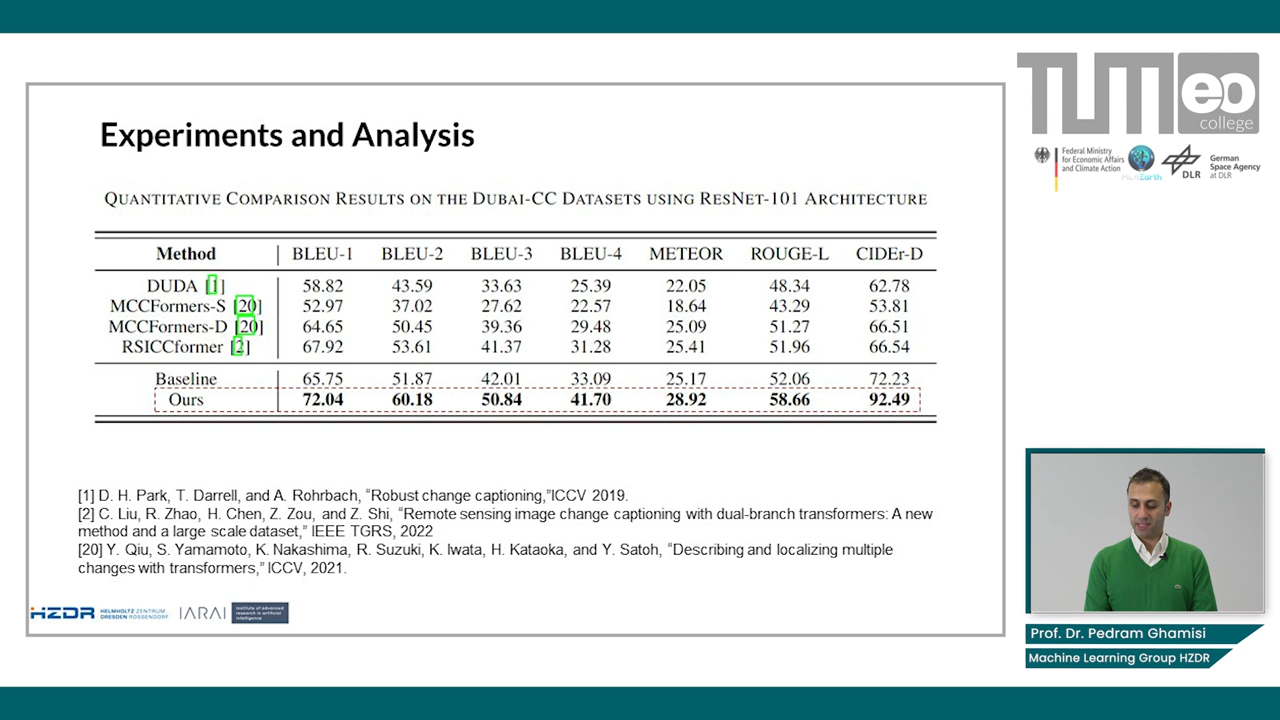 TUM eo
college
Federal Ministry
for Economic Affairs
and Climate Action
ML4Earth
DLR
German
Space Agency
at DLR
Experiments and Analysis
QUANTITATIVE COMPARISON RESULTS ON THE DUBAI-CC DATASETS USING RESNET-101 ARCHITECTURE
Method BLEU-1 BLEU-2 BLEU-3 BLEU-4 METEOR ROUGE-L CIDEr-D
DUDA [1] 58.82 43.59 33.63 25.39 22.05 48.34 62.78
MCCFormers-S [20] 52.97 37.02 27.62 22.57 18.64 43.29 53.81
MCCFormers-D [20] 64.65 50.45 39.36 29.48 25.09 51.27 66.51
RSICCformer [2] 67.92 53.61 41.37 31.28 25.41 51.96 66.54
Baseline 65.75 51.87 42.01 33.09 25.17 52.06 72.23
Ours 72.04 60.18 50.84 41.70 28.92 58.66 92.49
[1] D. H. Park, T. Darrell, and A. Rohrbach, “Robust change captioning,”ICCV 2019.
[2] C. Liu, R. Zhao, H. Chen, Z. Zou, and Z. Shi, “Remote sensing image change captioning with dual-branch transformers: A new
method and a large scale dataset,” IEEE TGRS, 2022
[20] Y. Qiu, S. Yamamoto, K. Nakashima, R. Suzuki, K. Iwata, H. Kataoka, and Y. Satoh, “Describing and localizing multiple
changes with transformers,” ICCV, 2021.
HZDR HELMHOLTZ ZENTRUM
DRESDEN ROSSENDORF
IARAI
institute of advanced
research in artificial
intelligence
Prof. Dr. Pedram Ghamisi
Machine Learning Group HZDR